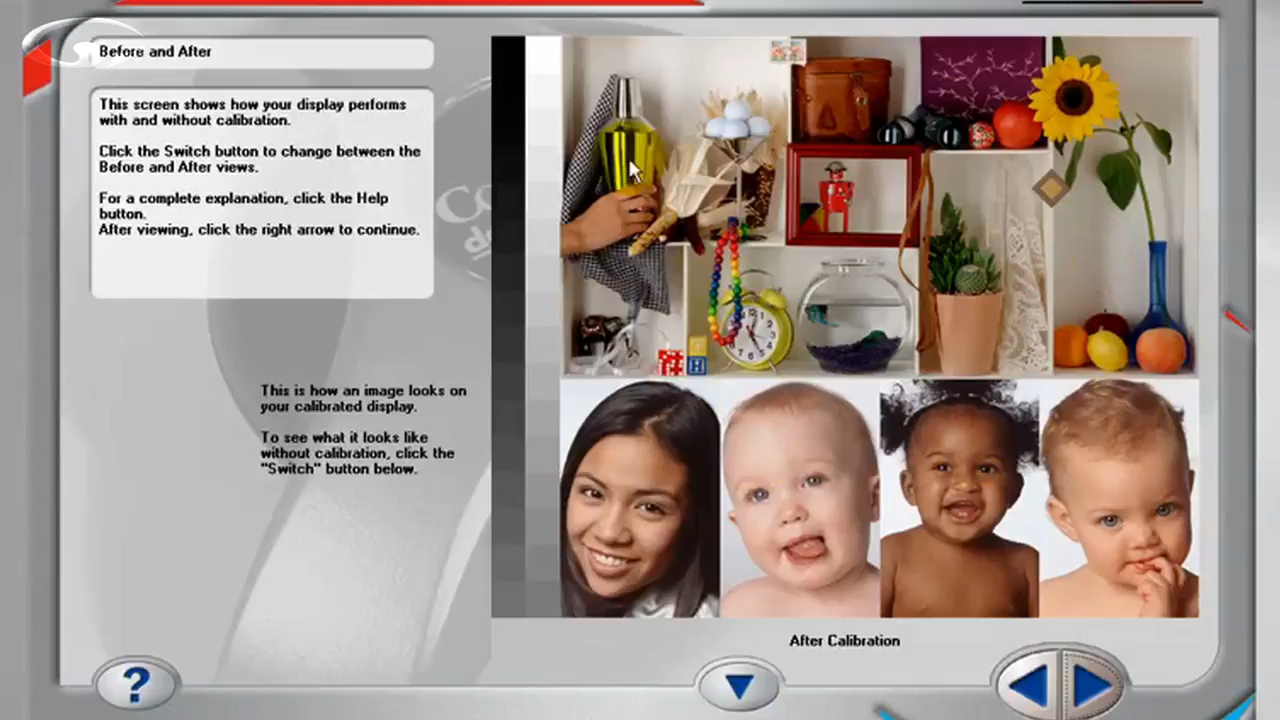 Before and After
This screen shows how your display performs
with and without calibration.
Click the Switch button to change between the
Before and After views.
For a complete explanation, click the Help
button.
After viewing, click the right arrow to continue.
This is how an image looks on
your calibrated display.
To see what it looks like
without calibration, click the
"Switch" button below.
After Calibration
?